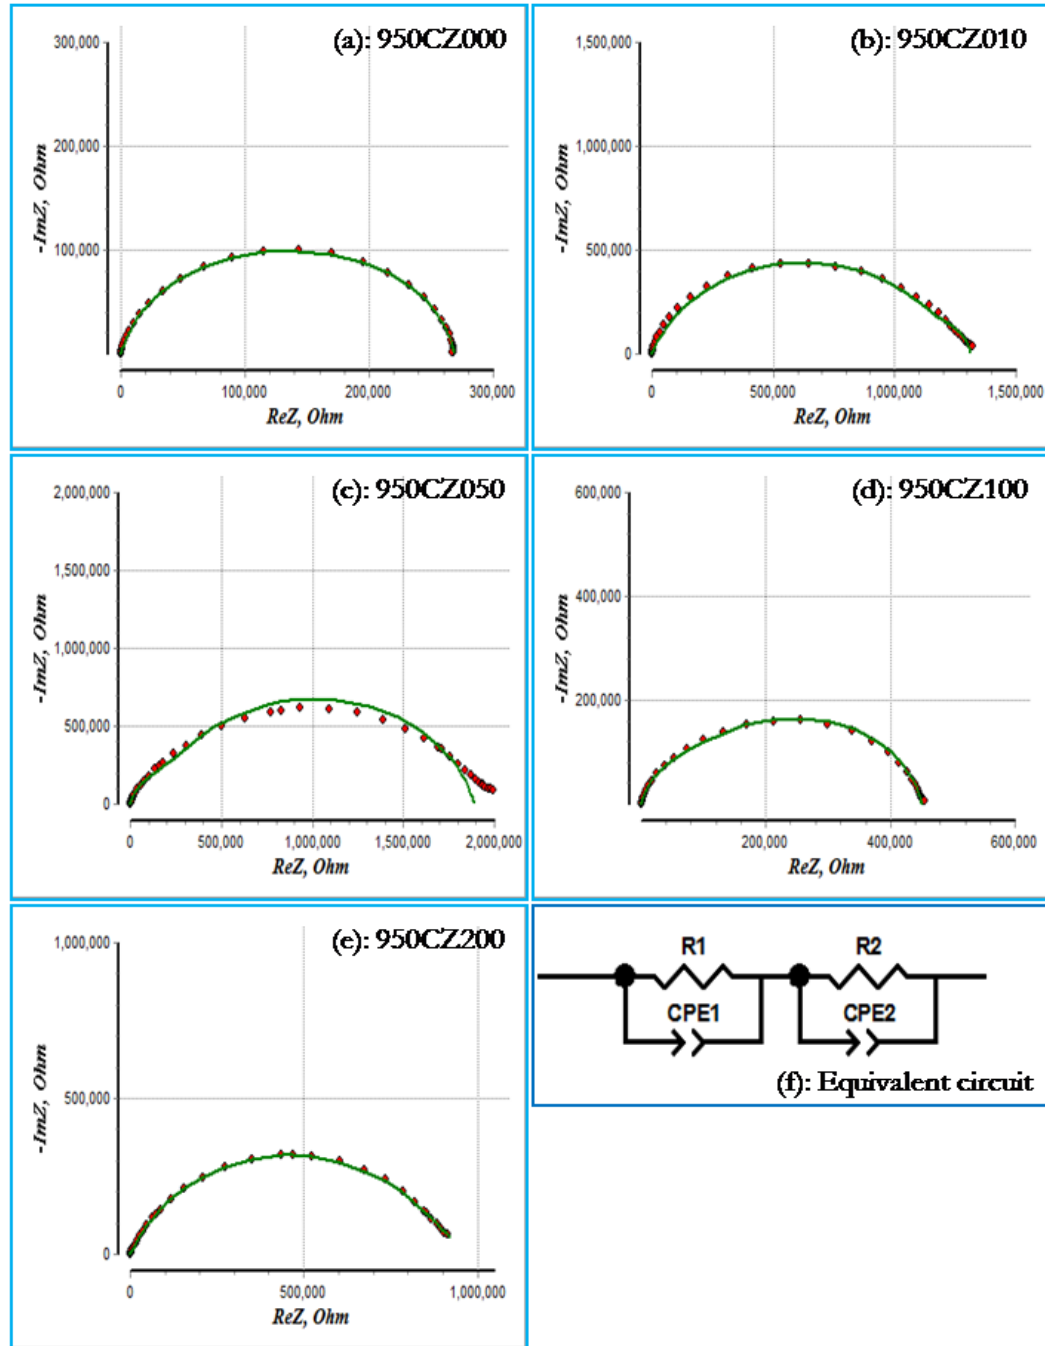 (a): 950CZ000
300,000
200,000
100,000
-ImZ, Ohm
0
100,000
200,000
300,000
ReZ, Ohm
(b): 950CZ010
1,500,000
1,000,000
500,000
0
-ImZ, Ohm
0
500,000
1,000,000
1,500,000
ReZ, Ohm
(c): 950CZ050
2,000,000
1,500,000
1,000,000
500,000
0
-ImZ, Ohm
0
500,000
1,000,000
1,500,000
2,000,000
ReZ, Ohm
(d): 950CZ100
600,000
400,000
200,000
-ImZ, Ohm
200,000
400,000
600,000
ReZ, Ohm
(e): 950CZ200
1,000,000
500,000
0
-ImZ, Ohm
0
500,000
1,000,000
ReZ, Ohm
R1
R2
CPE1
CPE2
(f): Equivalent circuit